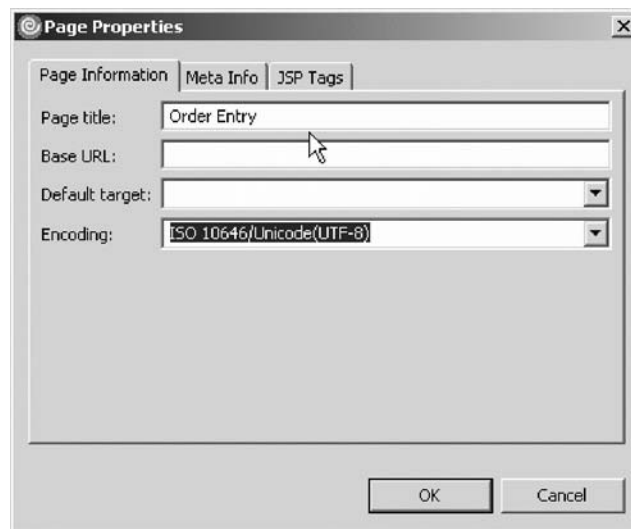 Page Properties
Page Information Meta Info JSP Tags
Page title: Order Entry
Base URL:
Default target:
Encoding: ISO 10646/Unicode(UTF-8)
OK Cancel